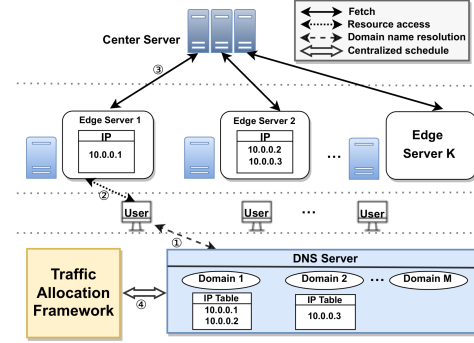 Fetch
Resource access
Domain name resolution
Centralized schedule
Center Server
③
Edge Server 1
IP
10.0.0.1
Edge Server 2
IP
10.0.0.2
10.0.0.3
...
Edge
Server K
②
User
User
...
User
①
DNS Server
Traffic
Allocation
Framework
④
Domain 1
IP Table
10.0.0.1
10.0.0.2
Domain 2
IP Table
10.0.0.3
...
Domain M